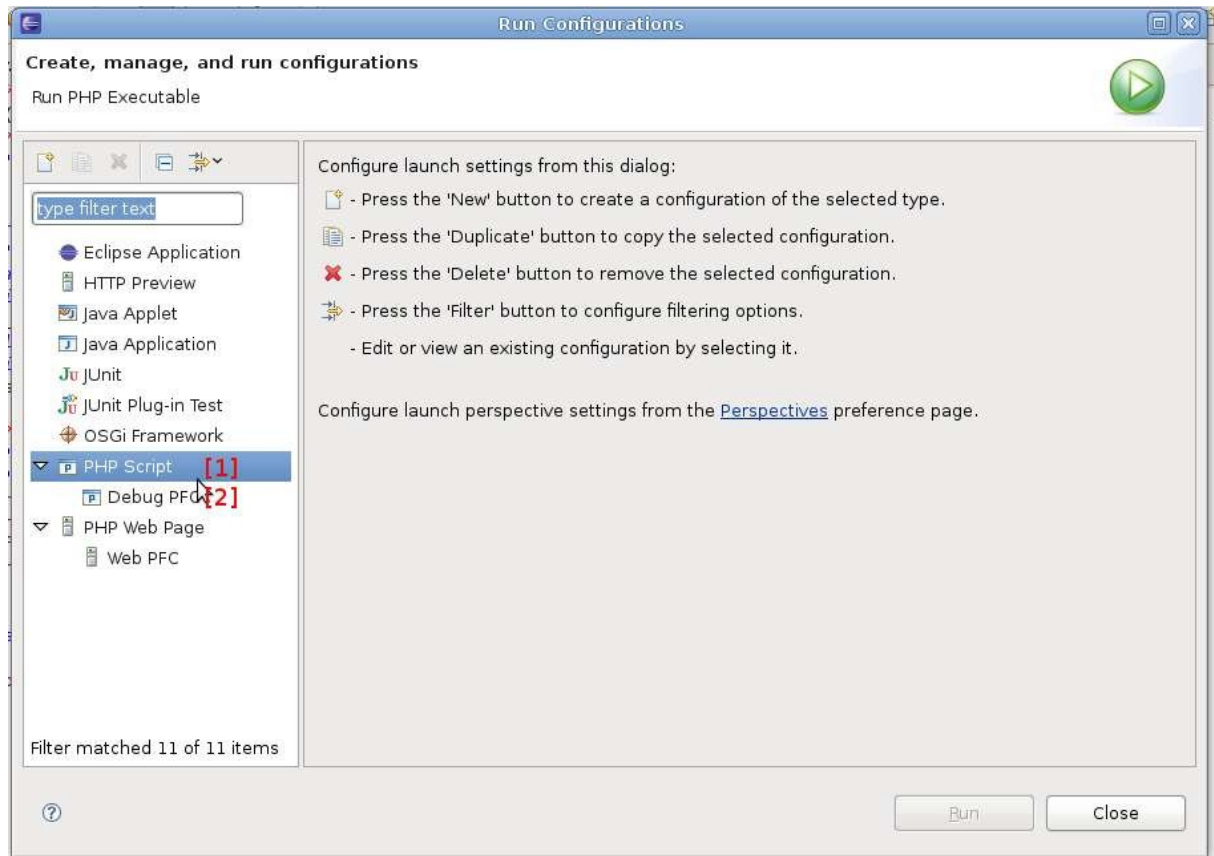 Run Configurations
Create, manage, and run configurations
Run PHP Executable
type filter text
Eclipse Application
HTTP Preview
Java Applet
Java Application
JUnit
JUnit Plug-in Test
OSGi Framework
PHP Script [1]
Debug PFC [2]
PHP Web Page
Web PFC
Filter matched 11 of 11 items
Configure launch settings from this dialog:
- Press the 'New' button to create a configuration of the selected type.
- Press the 'Duplicate' button to copy the selected configuration.
- Press the 'Delete' button to remove the selected configuration.
- Press the 'Filter' button to configure filtering options.
- Edit or view an existing configuration by selecting it.
Configure launch perspective settings from the Perspectives preference page.
Run
Close